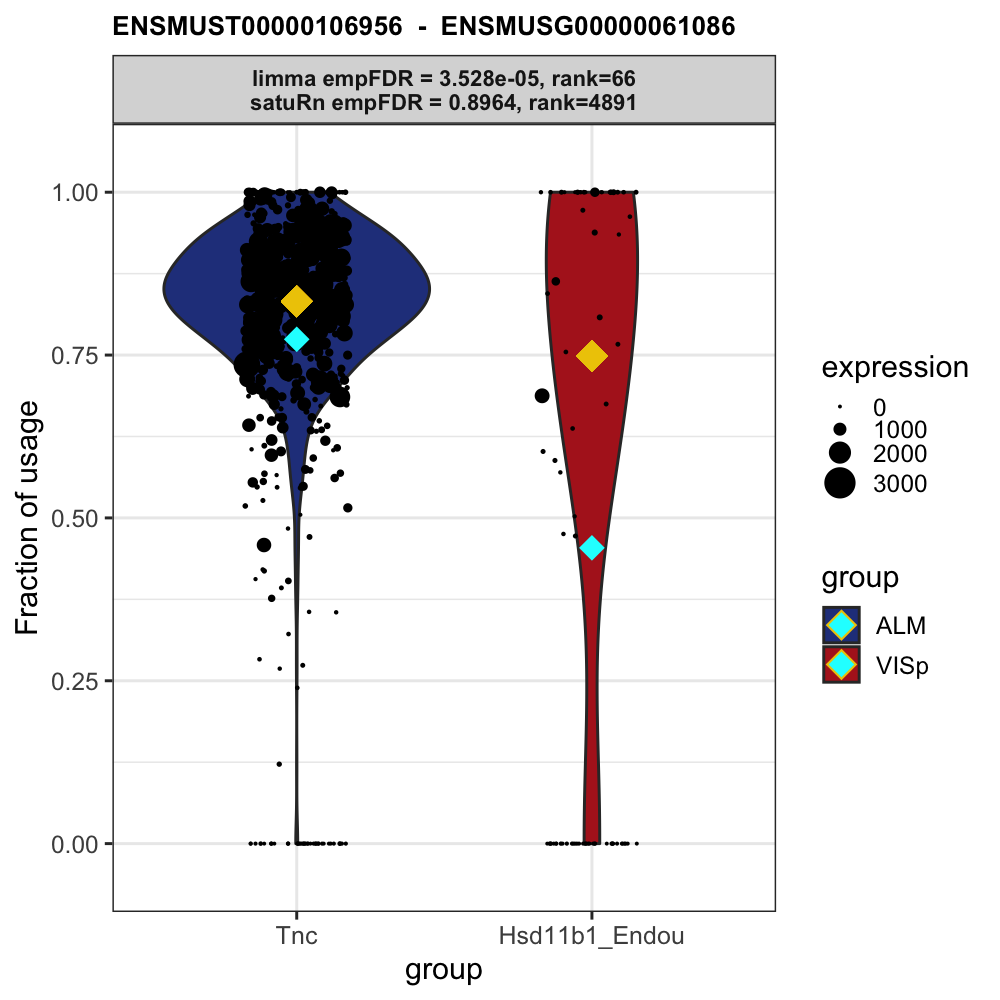 ENSMUST00000106956 - ENSMUSG00000061086
limma empFDR = 3.528e-05, rank=66
satuRn empFDR = 0.8964, rank=4891
Fraction of usage
1.00
0.75
0.50
0.25
0.00
Tnc
Hsd11b1_Endou
group
expression
0
1000
2000
3000
group
ALM
VISp